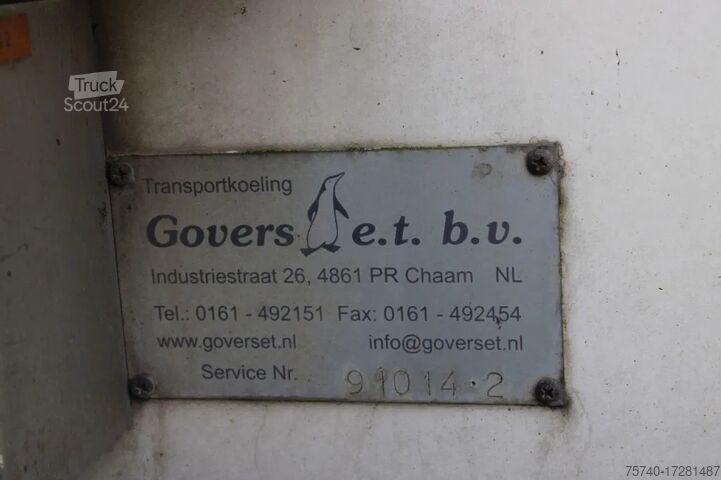 42
Truck
Scout24
Transportkoeling
Govers e.t. b.v.
Industriestraat 26, 4861 PR Chaam NL
Tel.: 0161 - 492151 Fax: 0161 - 492454
www.goverset.nl info@goverset.nl
Service Nr. 91014.2
75740-17281487